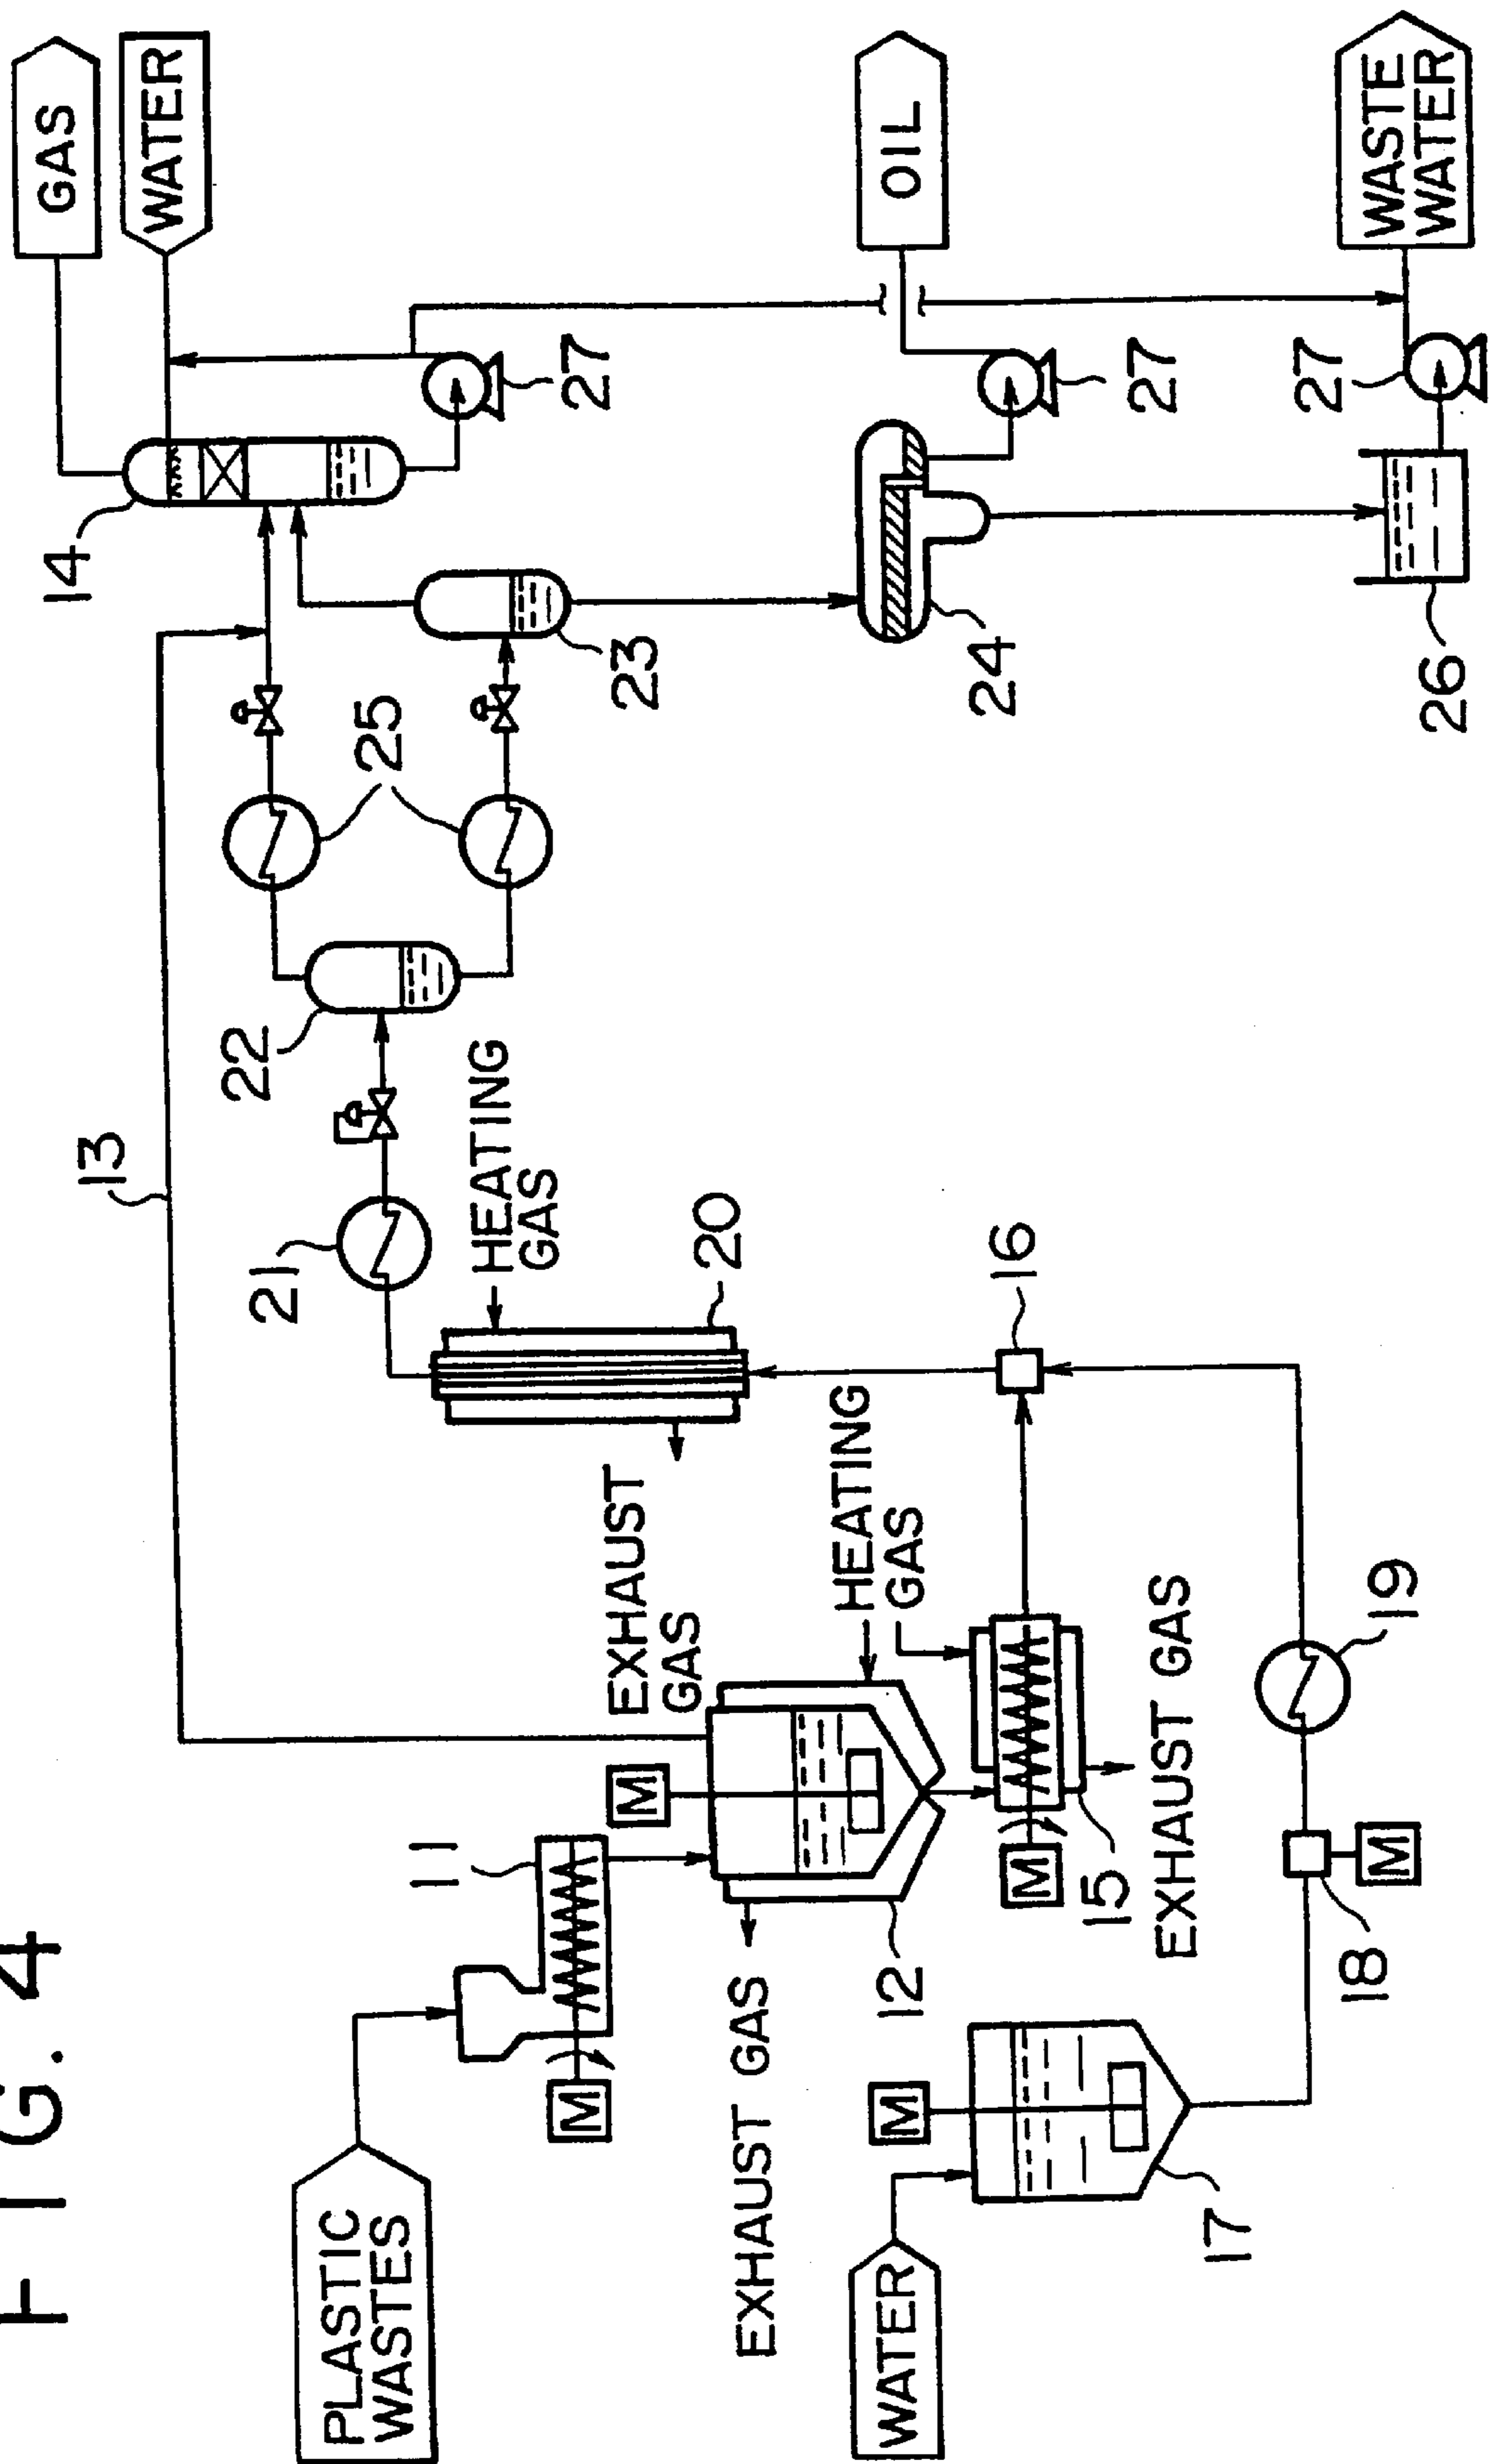 FIG. 4
PLASTIC
WASTES
M
11
M
12
EXHAUST GAS
HEATING
GAS
M
15
EXHAUST GAS
WATER
M
17
18
M
19
16
EXHAUST
GAS
20
HEATING
GAS
21
13
22
25
23
24
26
14
27
27
27
GAS
WATER
OIL
WASTE
WATER